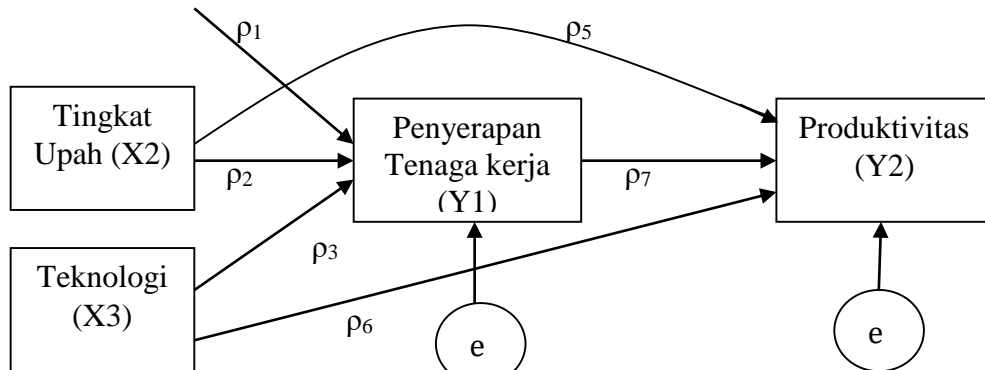 ρ1
ρ5
Tingkat
Upah (X2)
ρ2
Penyerapan
Tenaga kerja
(Y1)
ρ7
Produktivitas
(Y2)
Teknologi
(X3)
ρ3
ρ6
e
e